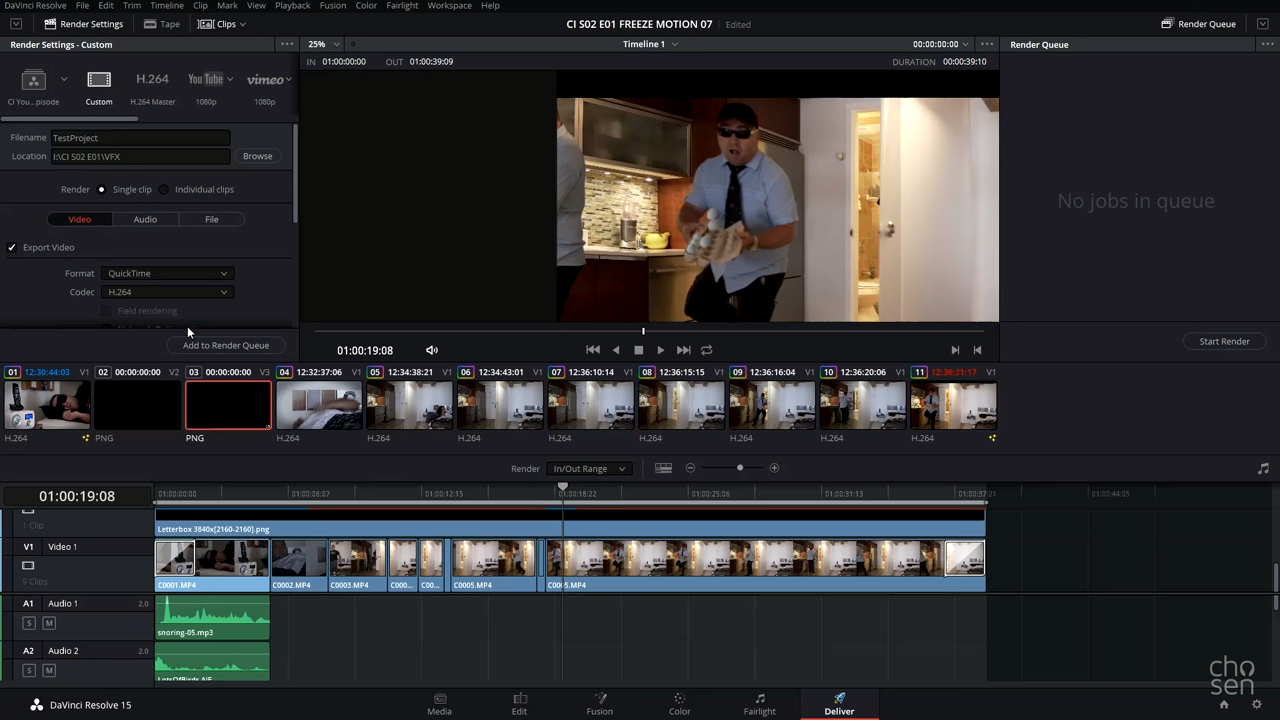 DaVinci Resolve File Edit Trim Timeline Clip Mark View Playback Fusion Color Fairlight Workspace Help
Render Settings Tape Clips CI S02 E01 FREEZE MOTION 07 Edited Render Queue
Render Settings - Custom 25% Timeline 1 00:00:00:00 Render Queue
IN 01:00:00:00 OUT 01:00:39:09 DURATION 00:00:39:10
H.264 YouTube vimeo
CI You...pisode Custom H.264 Master 1080p 1080p
Filename TestProject
Location I:\CI S02 E01\VFX Browse
Render Single clip Individual clips
Video Audio File
Export Video
Format QuickTime
Codec H.264
Field rendering
Add to Render Queue
No jobs in queue
Start Render
01:00:19:08
01 12:30:44:03 V1 02 00:00:00:00 V2 03 00:00:00:00 V3 04 12:32:37:06 V1 05 12:34:38:21 V1 06 12:34:43:01 V1 07 12:36:10:14 V1 08 12:36:15:15 V1 09 12:36:16:04 V1 10 12:36:20:06 V1 11 12:36:21:17 V1
H.264 PNG PNG H.264 H.264 H.264 H.264 H.264 H.264 H.264 H.264
Render In/Out Range
01:00:19:08 01:00:00:00 01:00:06:07 01:00:12:15 01:00:18:22 01:00:25:06 01:00:31:13 01:00:37:21 01:00:44:05
1 Clip Letterbox 3840x[2160-2160].png
V1 Video 1
9 Clips C0001.MP4 C0002.MP4 C0003.MP4 C000... C00... C0005.MP4 C0005.MP4
A1 Audio 1 2.0
S M snoring-05.mp3
A2 Audio 2 2.0
S M LotsOfBirds.AIF
chosen
DaVinci Resolve 15 Media Edit Fusion Color Fairlight Deliver